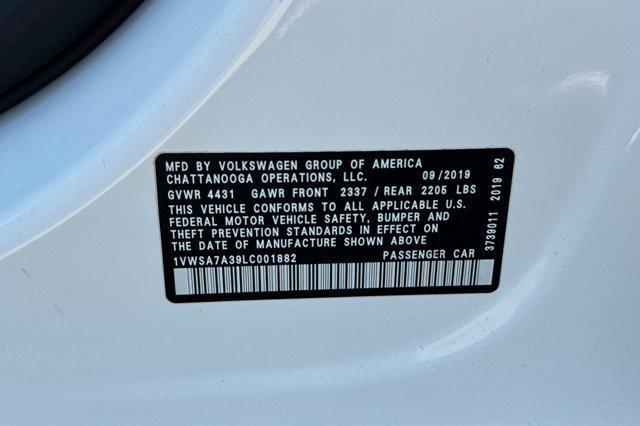 MFD BY VOLKSWAGEN GROUP OF AMERICA
CHATTANOOGA OPERATIONS, LLC. 09/2019
GVWR 4431 GAWR FRONT 2337 / REAR 2205 LBS
THIS VEHICLE CONFORMS TO ALL APPLICABLE U.S.
FEDERAL MOTOR VEHICLE SAFETY, BUMPER AND
THEFT PREVENTION STANDARDS IN EFFECT ON
THE DATE OF MANUFACTURE SHOWN ABOVE
1VWSA7A39LC001882 PASSENGER CAR
3739011 2019 62